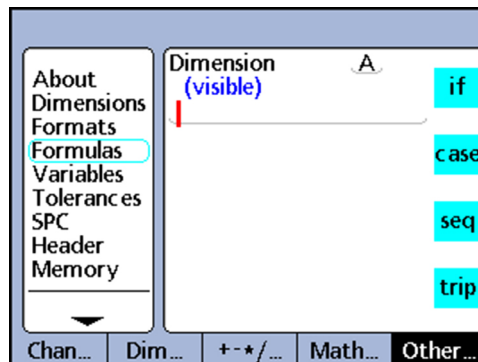 About
Dimensions
Formats
Formulas
Variables
Tolerances
SPC
Header
Memory
Dimension A
(visible)
if
case
seq
trip
Chan... Dim... +-*/... Math... Other...